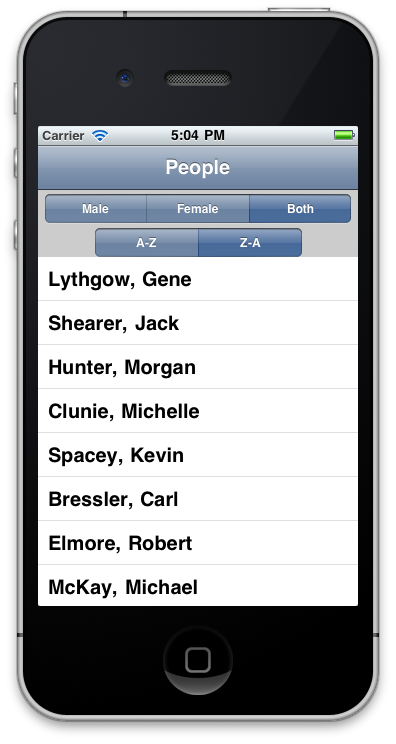 Carrier 5:04 PM
People
Male Female Both
A-Z Z-A
Lythgow, Gene
Shearer, Jack
Hunter, Morgan
Clunie, Michelle
Spacey, Kevin
Bressler, Carl
Elmore, Robert
McKay, Michael